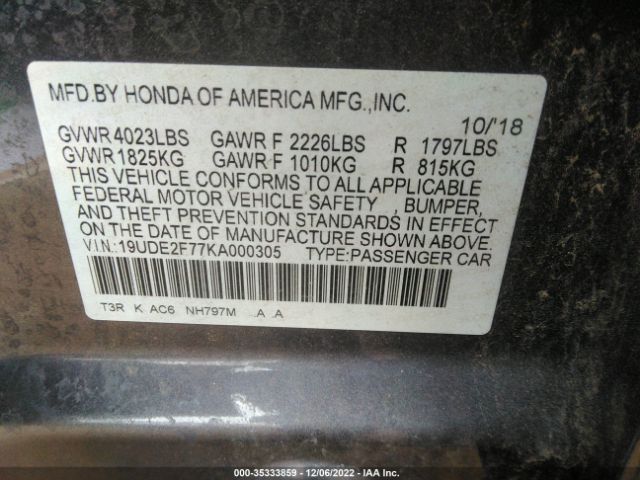 MFD.BY HONDA OF AMERICA MFG.,INC.
10/'18
GVWR 4023LBS GAWR F 2226LBS R 1797LBS
GVWR 1825KG GAWR F 1010KG R 815KG
THIS VEHICLE CONFORMS TO ALL APPLICABLE
FEDERAL MOTOR VEHICLE SAFETY , BUMPER,
AND THEFT PREVENTION STANDARDS IN EFFECT
ON THE DATE OF MANUFACTURE SHOWN ABOVE.
V.I.N.:19UDE2F77KA000305 TYPE:PASSENGER CAR
T3R K AC6 NH797M .A .A
000-35333859 - 12/06/2022 - IAA Inc.